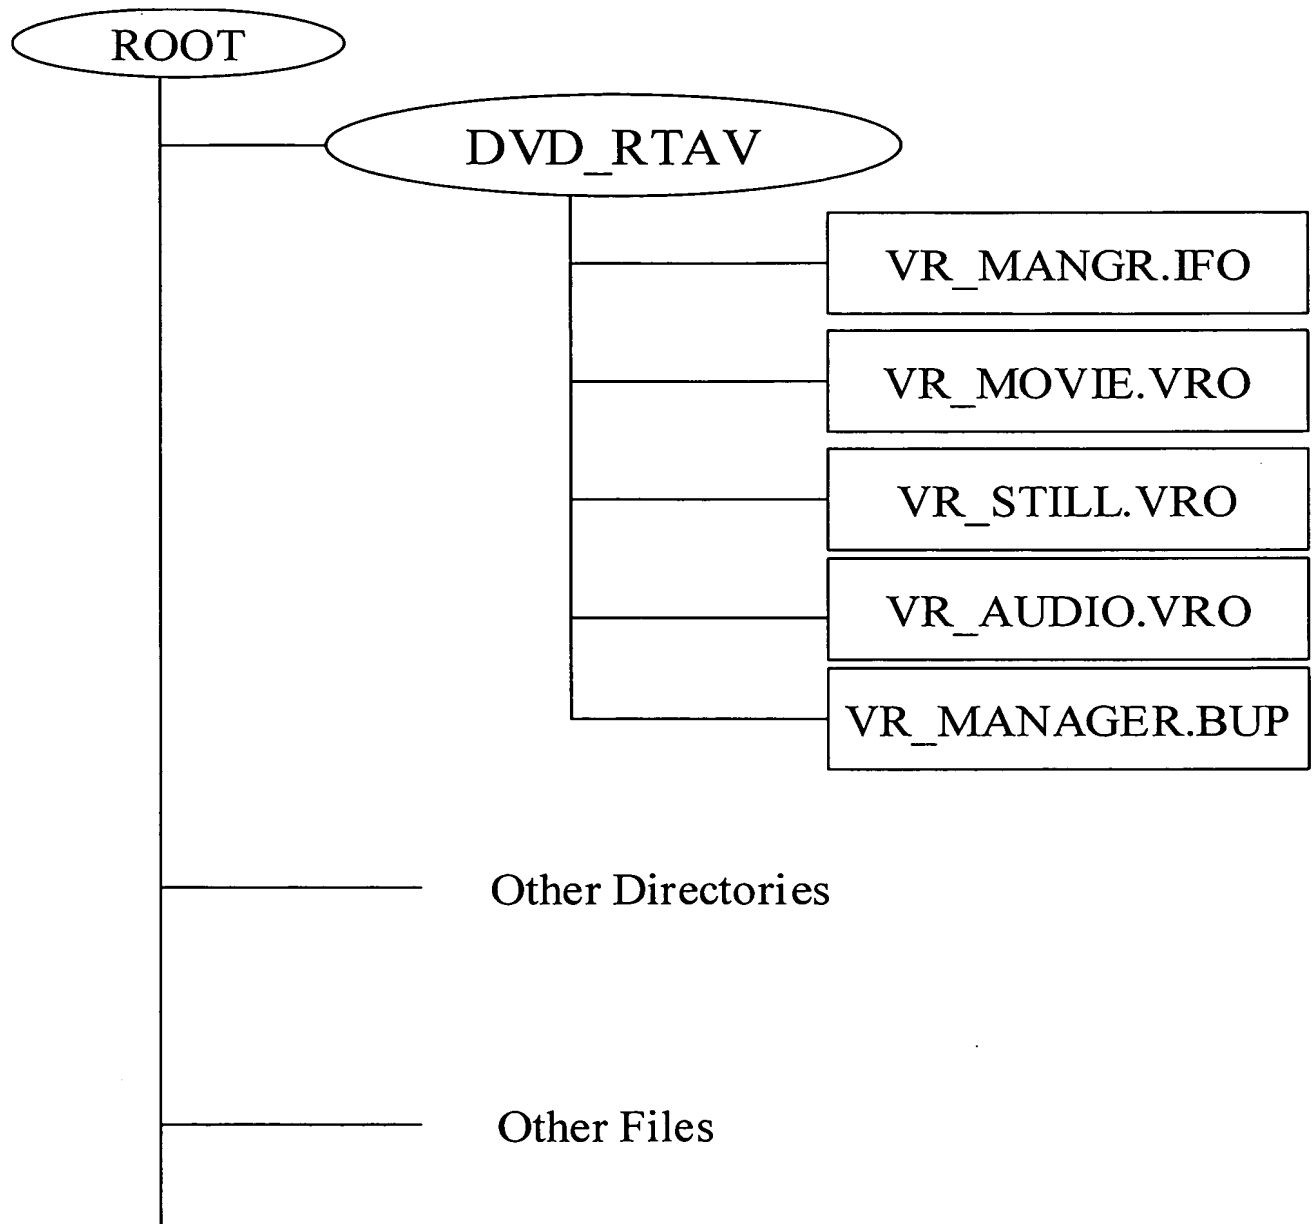 ROOT
DVD_RTAV
VR_MANGR.IFO
VR_MOVIE.VRO
VR_STILL.VRO
VR_AUDIO.VRO
VR_MANAGER.BUP
Other Directories
Other Files